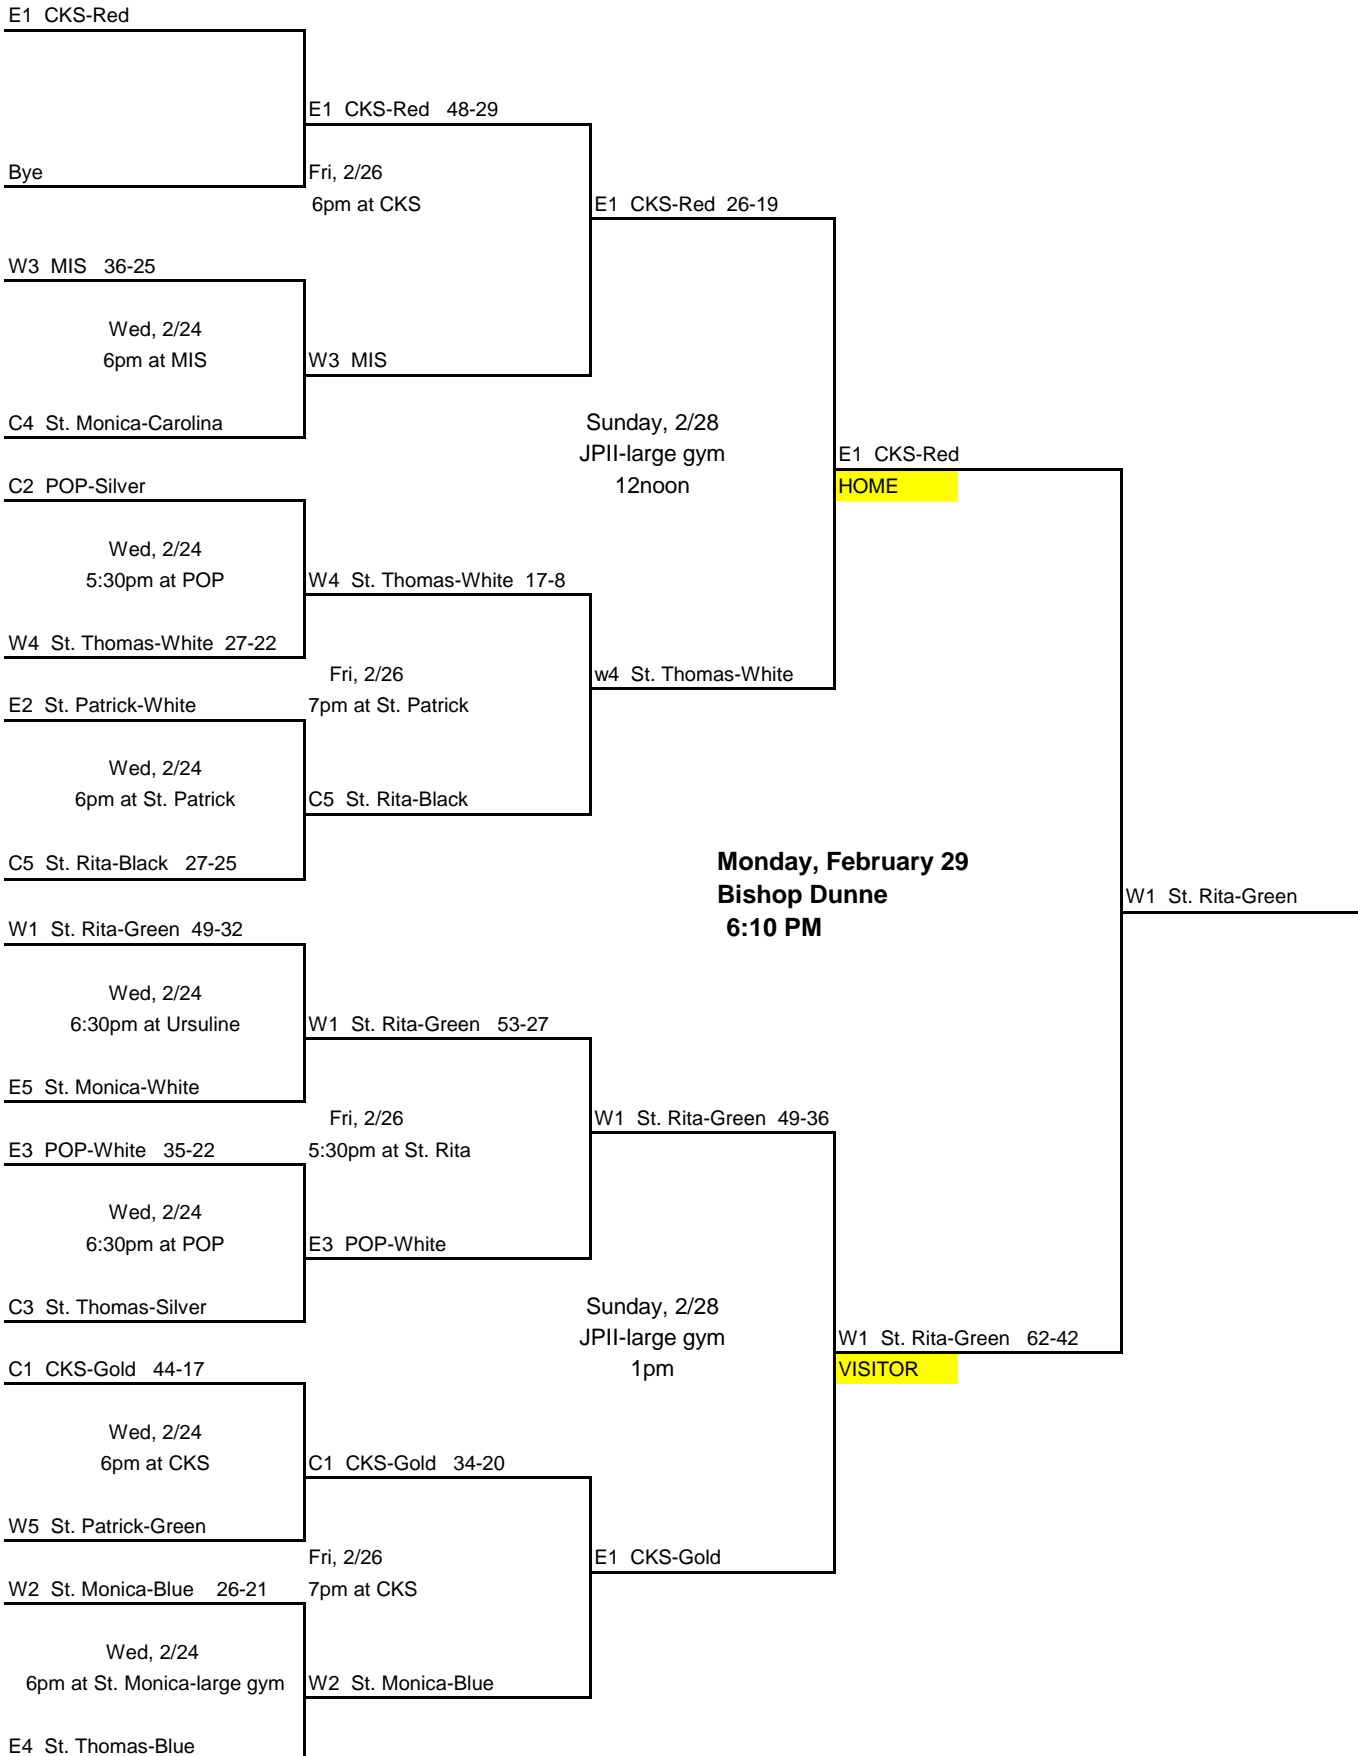 E1 CKS-Red
E1 CKS-Red 48-29
Bye
Fri, 2/26
6pm at CKS
E1 CKS-Red 26-19
W3 MIS 36-25
Wed, 2/24
6pm at MIS
W3 MIS
C4 St. Monica-Carolina
Sunday, 2/28
JPII-large gym
12noon
E1 CKS-Red
HOME
C2 POP-Silver
Wed, 2/24
5:30pm at POP
W4 St. Thomas-White 17-8
W4 St. Thomas-White 27-22
Fri, 2/26
7pm at St. Patrick
w4 St. Thomas-White
E2 St. Patrick-White
Wed, 2/24
6pm at St. Patrick
C5 St. Rita-Black
C5 St. Rita-Black 27-25
Monday, February 29
Bishop Dunne
6:10 PM
W1 St. Rita-Green
W1 St. Rita-Green 49-32
Wed, 2/24
6:30pm at Ursuline
W1 St. Rita-Green 53-27
E5 St. Monica-White
Fri, 2/26
5:30pm at St. Rita
W1 St. Rita-Green 49-36
E3 POP-White 35-22
Wed, 2/24
6:30pm at POP
E3 POP-White
C3 St. Thomas-Silver
Sunday, 2/28
JPII-large gym
1pm
W1 St. Rita-Green 62-42
VISITOR
C1 CKS-Gold 44-17
Wed, 2/24
6pm at CKS
C1 CKS-Gold 34-20
W5 St. Patrick-Green
Fri, 2/26
7pm at CKS
E1 CKS-Gold
W2 St. Monica-Blue 26-21
Wed, 2/24
6pm at St. Monica-large gym
W2 St. Monica-Blue
E4 St. Thomas-Blue